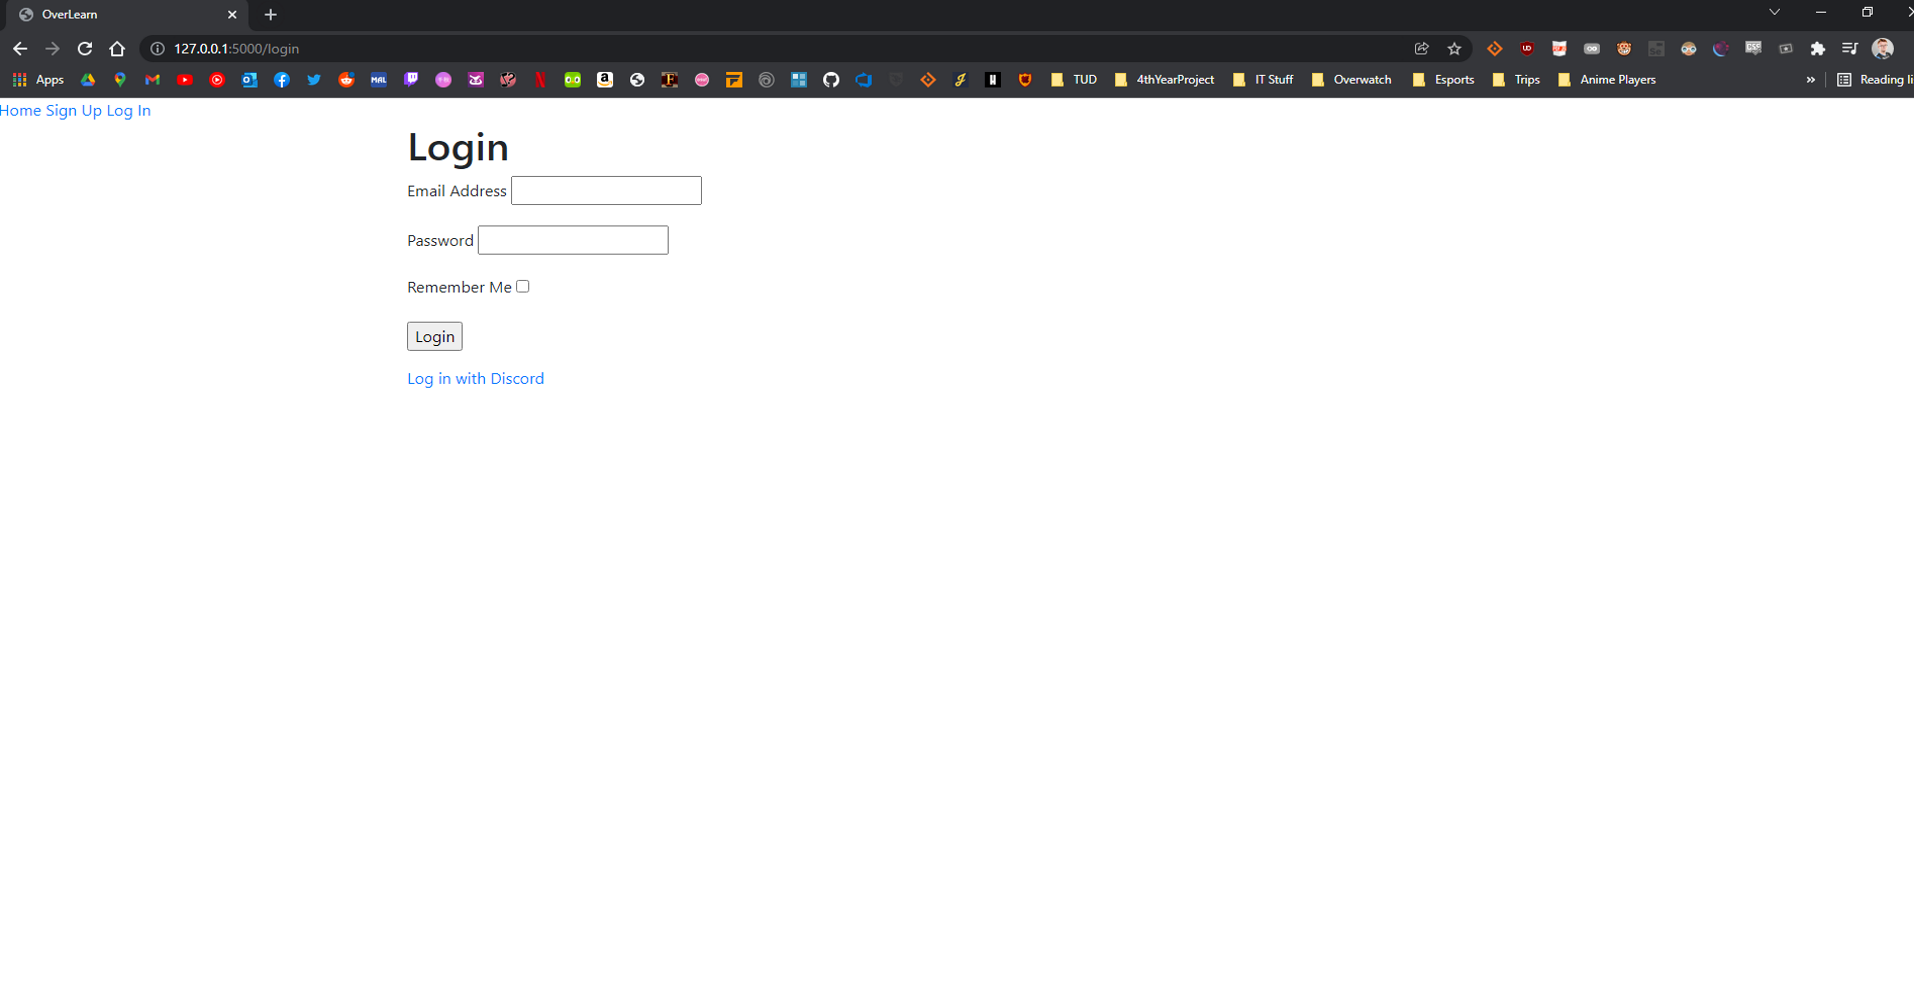 OverLearn
127.0.0.1:5000/login
Apps TUD 4thYearProject IT Stuff Overwatch Esports Trips Anime Players » Reading li
Home Sign Up Log In
Login
Email Address
Password
Remember Me
Login
Log in with Discord